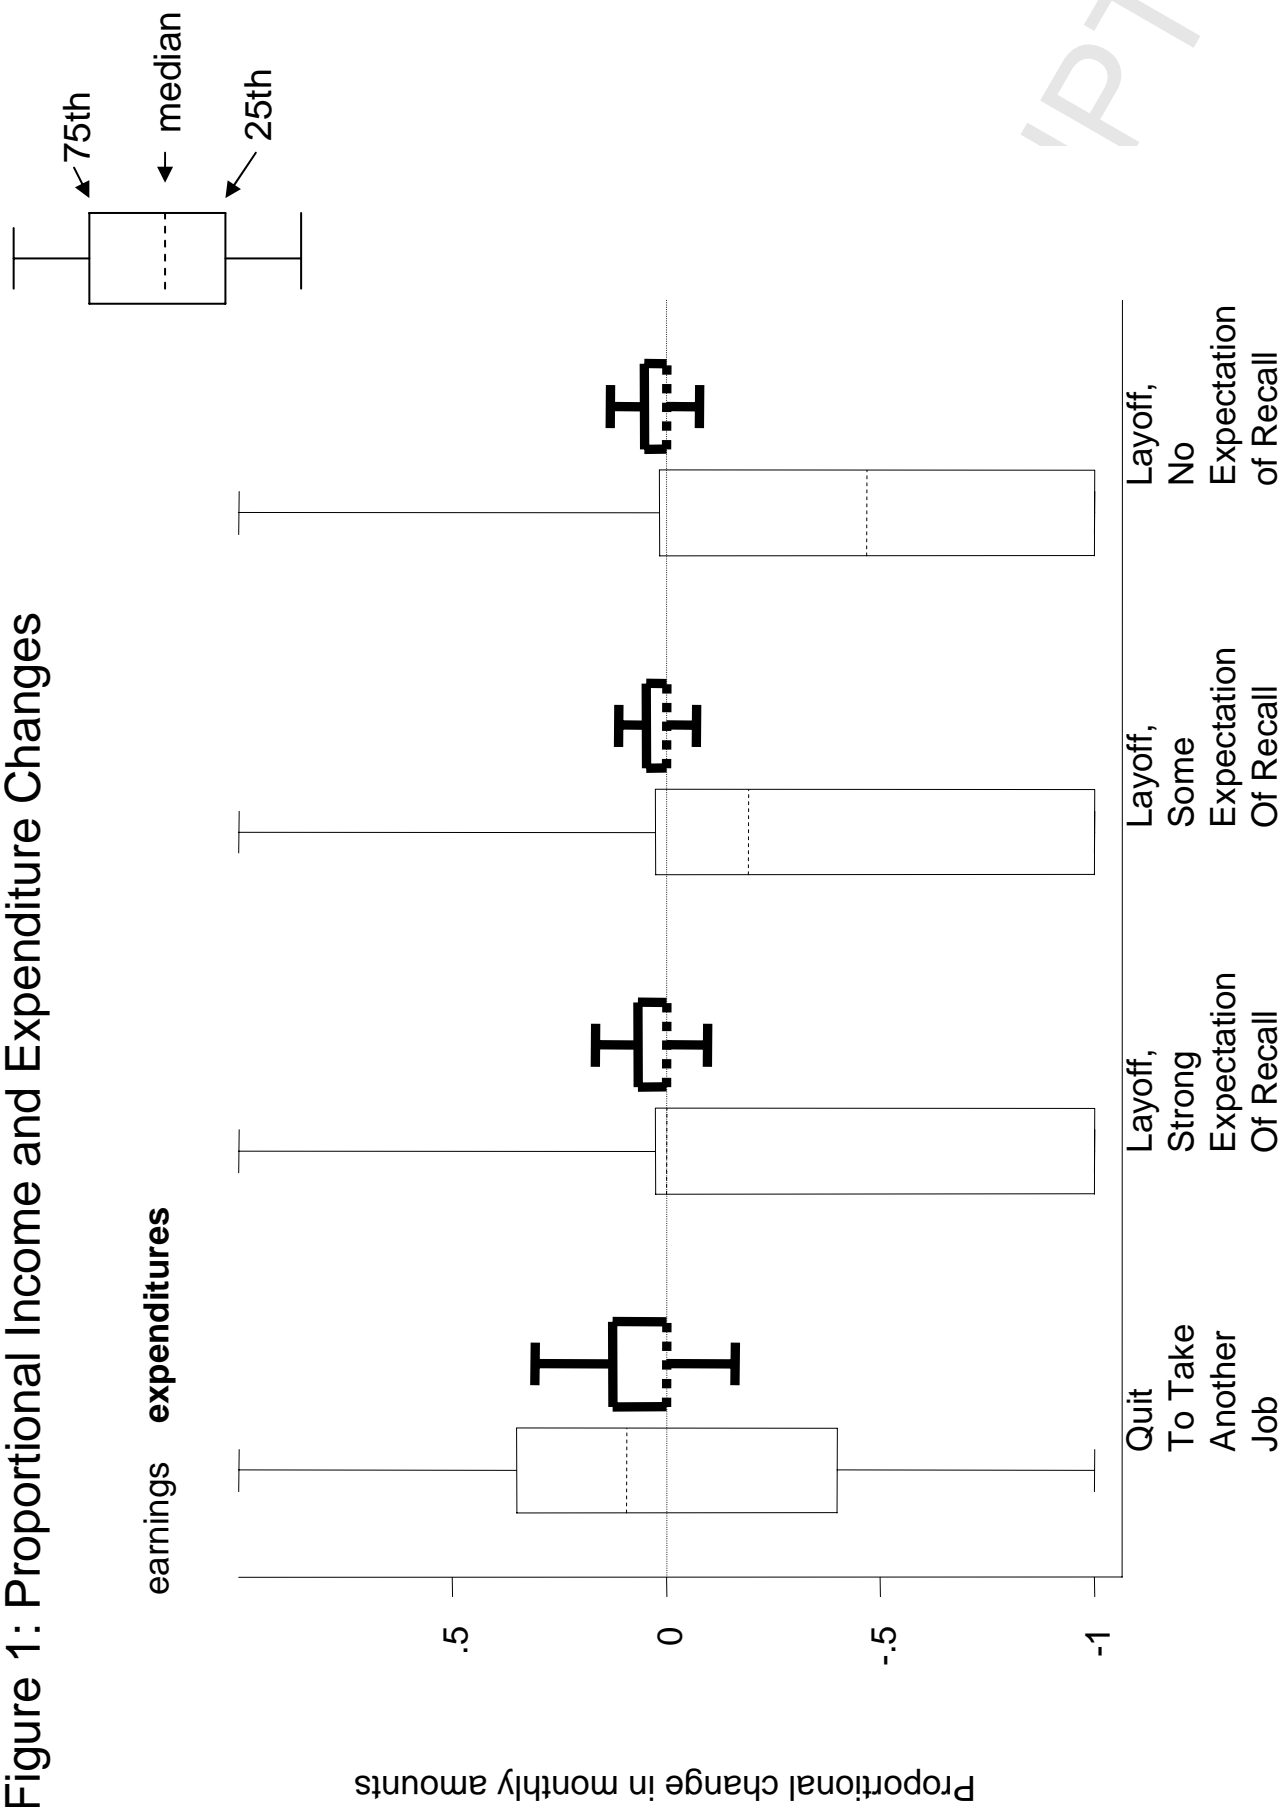 Figure 1: Proportional Income and Expenditure Changes
75th
median
25th
earnings
expenditures
.5
0
-.5
-1
Proportional change in monthly amounts
Quit
To Take
Another
Job
Layoff,
Strong
Expectation
Of Recall
Layoff,
Some
Expectation
Of Recall
Layoff,
No
Expectation
of Recall
PT